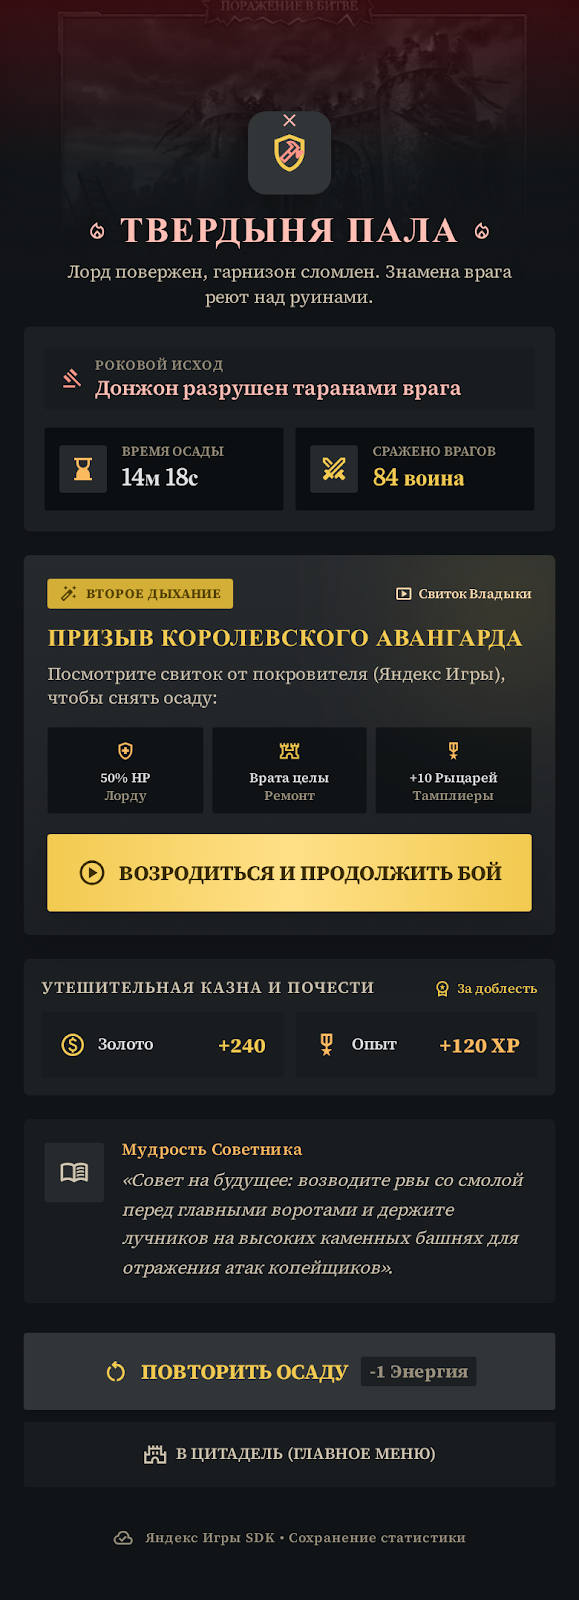 ПОРАЖЕНИЕ В БИТВЕ
ТВЕРДЫНЯ ПАЛА
Лорд повержен, гарнизон сломлен. Знамена врага
реют над руинами.
РОКОВОЙ ИСХОД
Донжон разрушен таранами врага
ВРЕМЯ ОСАДЫ
14м 18с
СРАЖЕНО ВРАГОВ
84 воина
ВТОРОЕ ДЫХАНИЕ
Свиток Владыки
ПРИЗЫВ КОРОЛЕВСКОГО АВАНГАРДА
Посмотрите свиток от покровителя (Яндекс Игры),
чтобы снять осаду:
50% HP
Лорду
Врата целы
Ремонт
+10 Рыцарей
Тамплиеры
ВОЗРОДИТЬСЯ И ПРОДОЛЖИТЬ БОЙ
УТЕШИТЕЛЬНАЯ КАЗНА И ПОЧЕСТИ
За доблесть
Золото
+240
Опыт
+120 XP
Мудрость Советника
«Совет на будущее: возводите рвы со смолой
перед главными воротами и держите
лучников на высоких каменных башнях для
отражения атак копейщиков».
ПОВТОРИТЬ ОСАДУ
-1 Энергия
В ЦИТАДЕЛЬ (ГЛАВНОЕ МЕНЮ)
Яндекс Игры SDK • Сохранение статистики